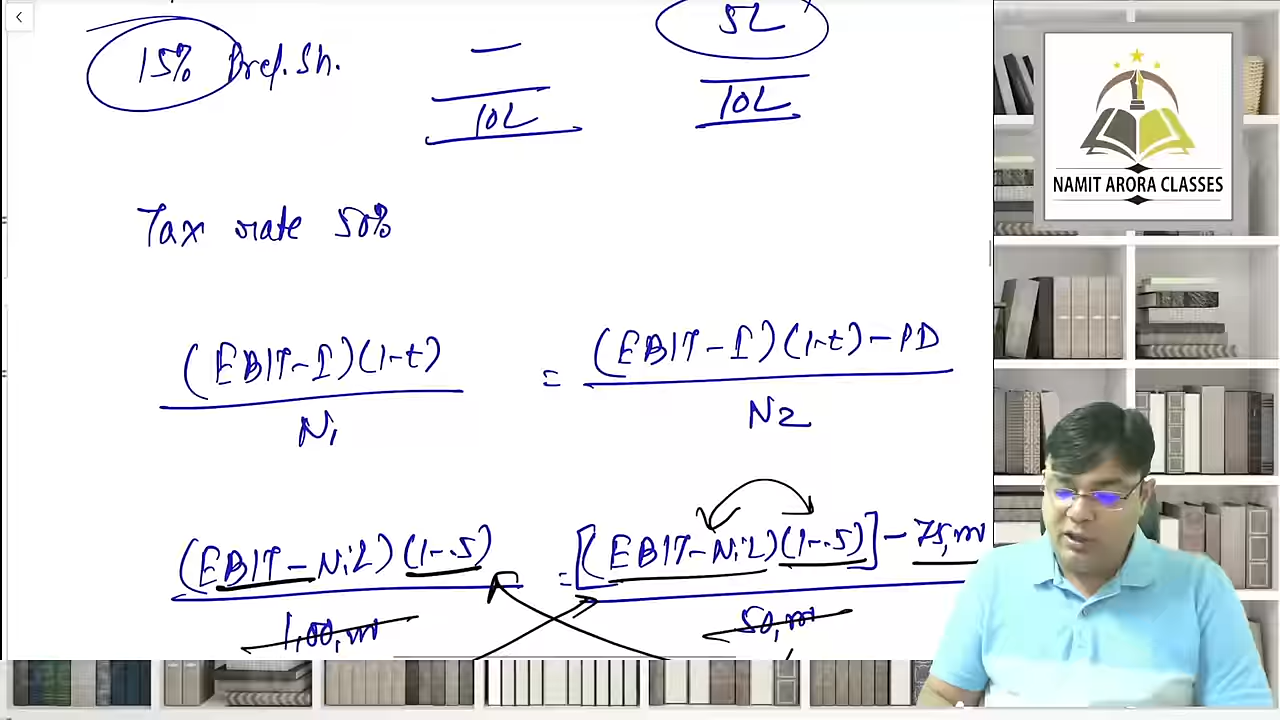 5L
15% Pref. Sh. —
10L 10L
Tax rate 50%
(EBIT-I)(1-t) = (EBIT-I)(1-t)-PD
N1 N2
(EBIT-NiL)(1-.5) = [(EBIT-NiL)(1-.5)]-75,000
1,00,000 50,000
NAMIT ARORA CLASSES